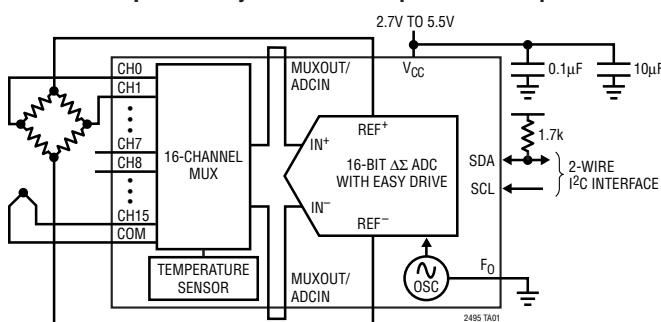 2.7V TO 5.5V
CH0
CH1
CH7
CH8
CH15
COM
16-CHANNEL
MUX
TEMPERATURE
SENSOR
MUXOUT/
ADCIN
IN+
IN–
REF+
16-BIT ΔΣ ADC
WITH EASY DRIVE
REF–
MUXOUT/
ADCIN
VCC
0.1µF
10µF
1.7k
SDA
SCL
2-WIRE
I2C INTERFACE
OSC
FO
2495 TA01